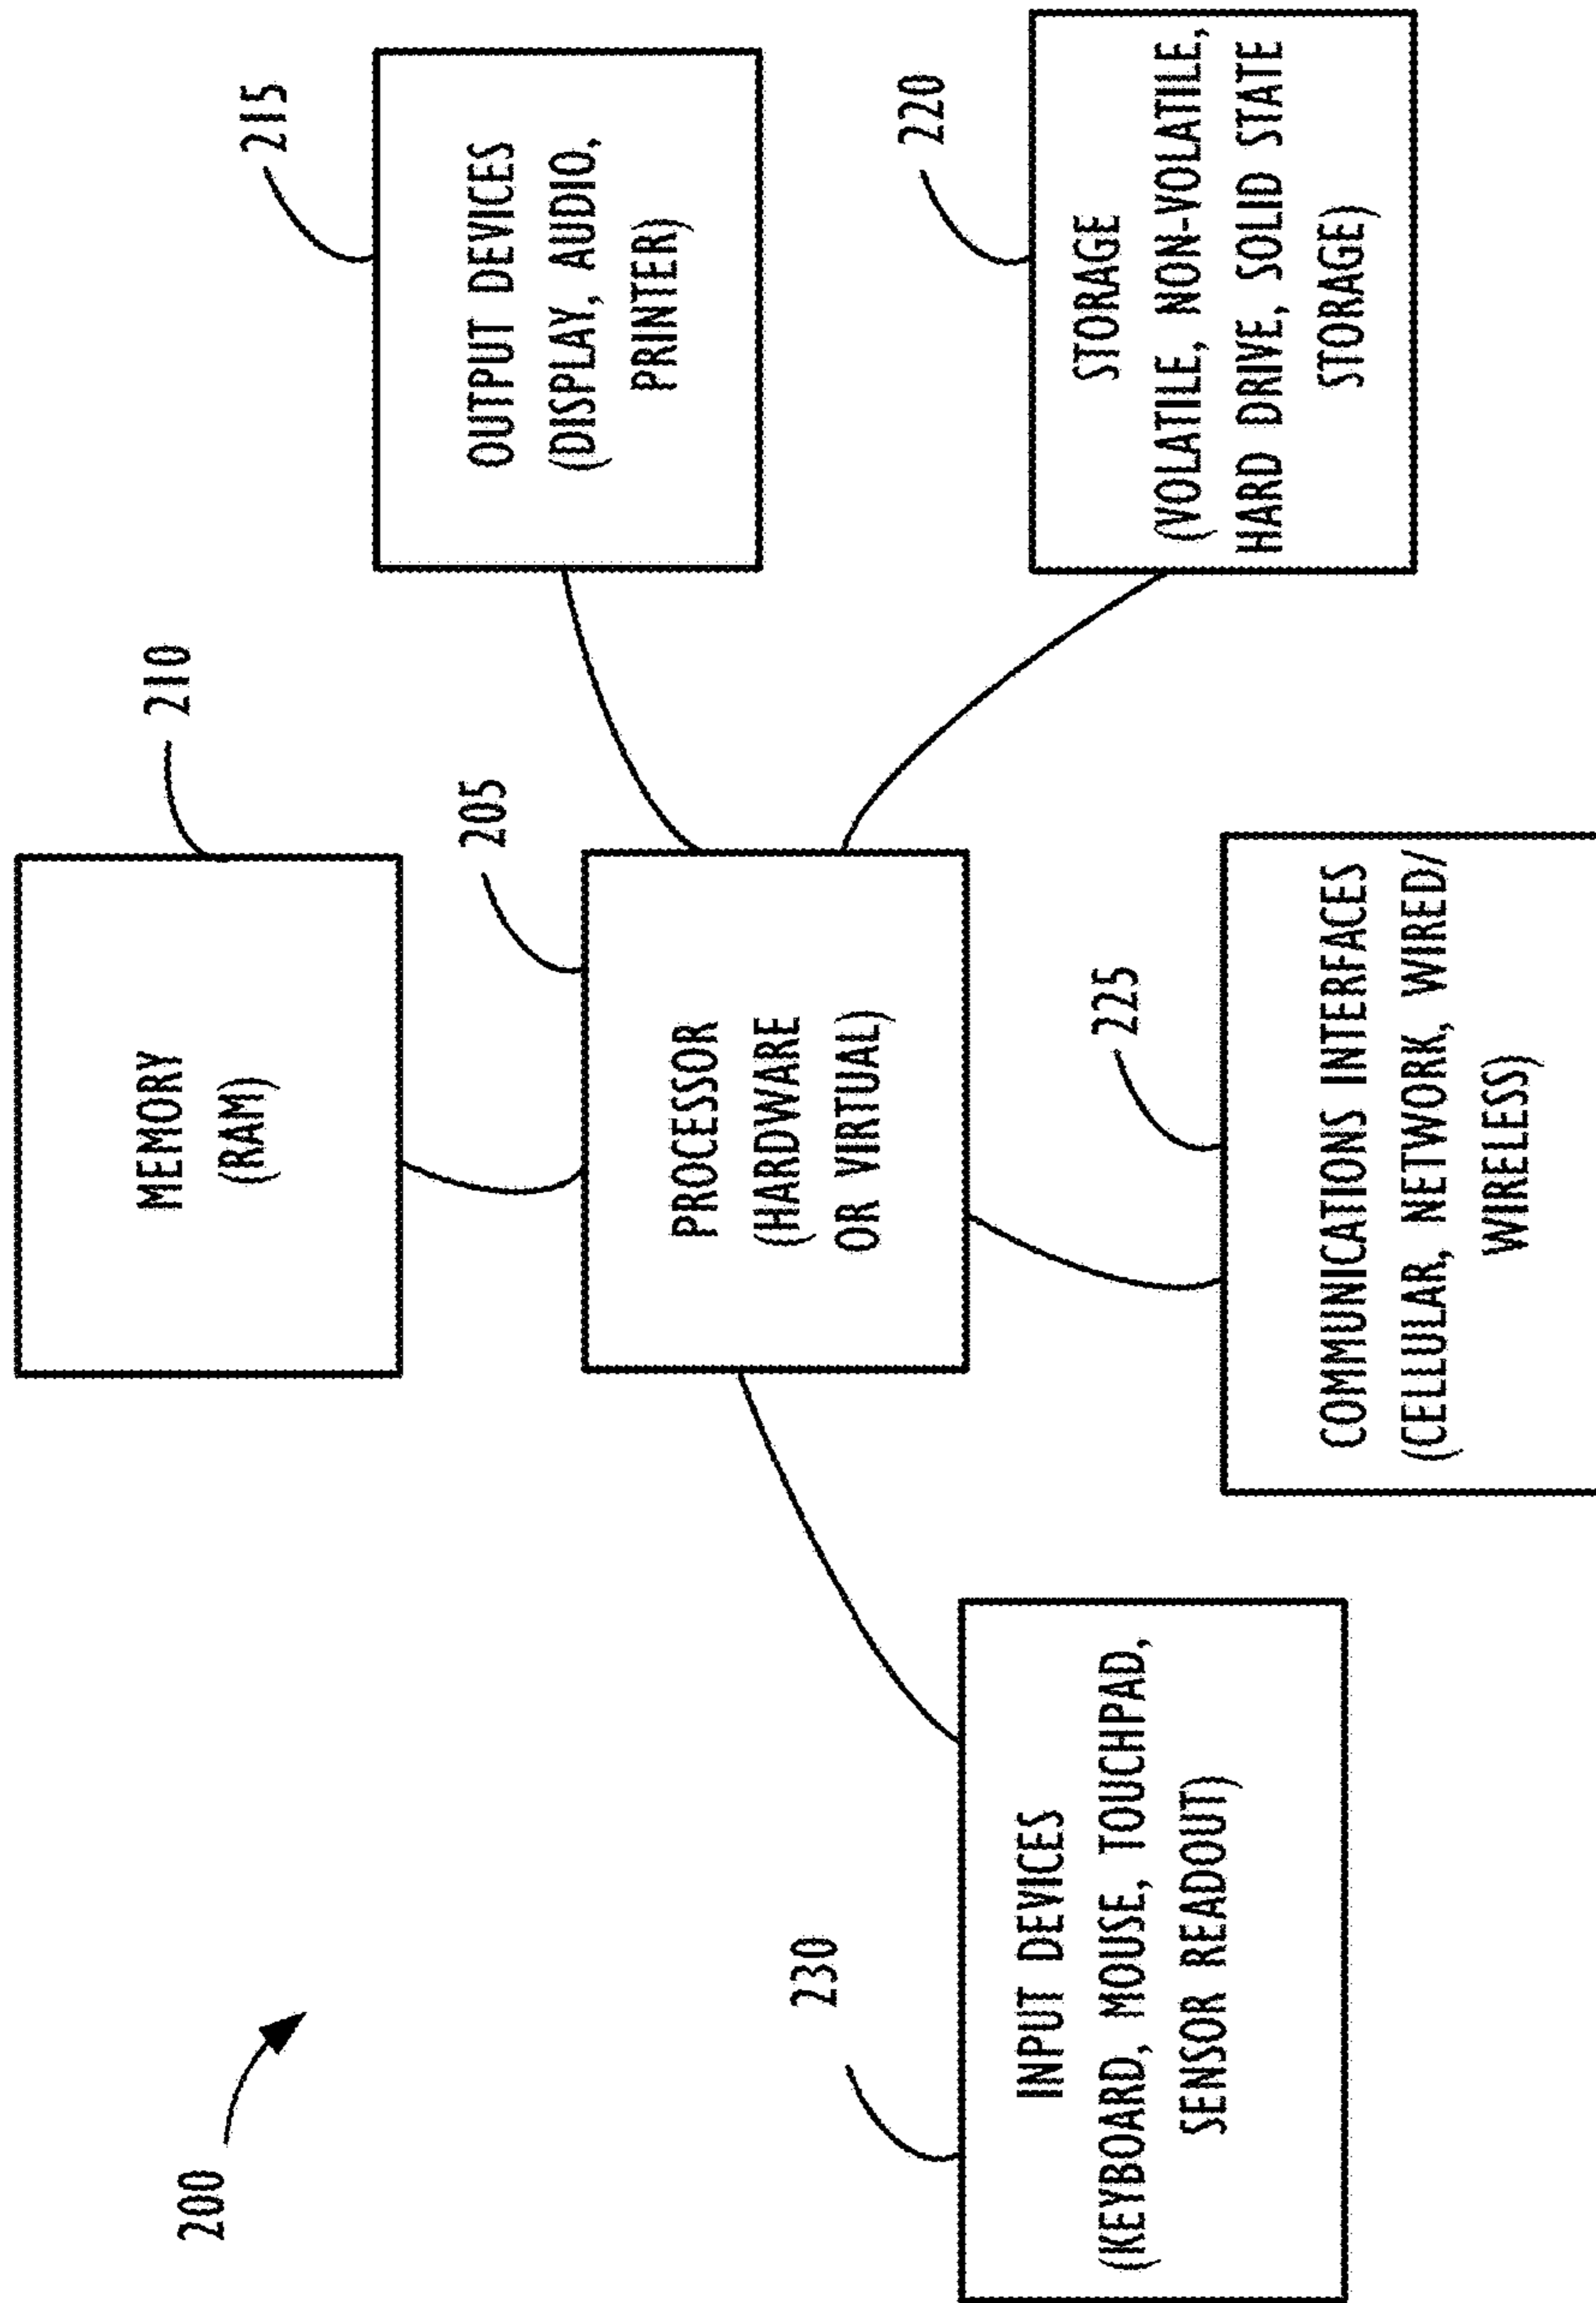 200
210
MEMORY
(RAM)
215
OUTPUT DEVICES
(DISPLAY, AUDIO,
PRINTER)
205
PROCESSOR
(HARDWARE
OR VIRTUAL)
220
STORAGE
(VOLATILE, NON-VOLATILE,
HARD DRIVE, SOLID STATE
STORAGE)
230
INPUT DEVICES
(KEYBOARD, MOUSE, TOUCHPAD,
SENSOR READOUT)
225
COMMUNICATIONS INTERFACES
(CELLULAR, NETWORK, WIRED/
WIRELESS)